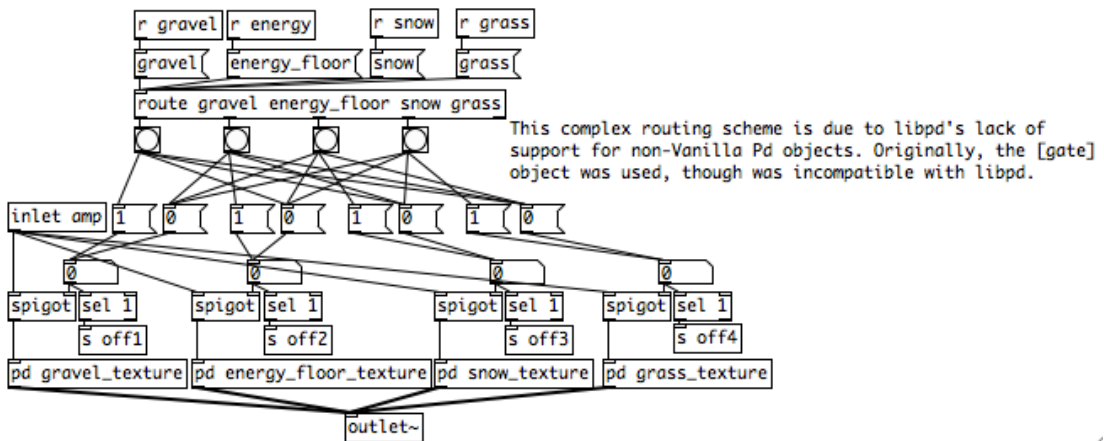 r gravel r energy r snow r grass
gravel energy_floor snow grass
route gravel energy_floor snow grass
This complex routing scheme is due to libpd's lack of
support for non-Vanilla Pd objects. Originally, the [gate]
object was used, though was incompatible with libpd.
inlet amp 1 0 1 0 1 0 1 0
0 0 0 0
spigot sel 1 spigot sel 1 spigot sel 1 spigot sel 1
s off1 s off2 s off3 s off4
pd gravel_texture pd energy_floor_texture pd snow_texture pd grass_texture
outlet~